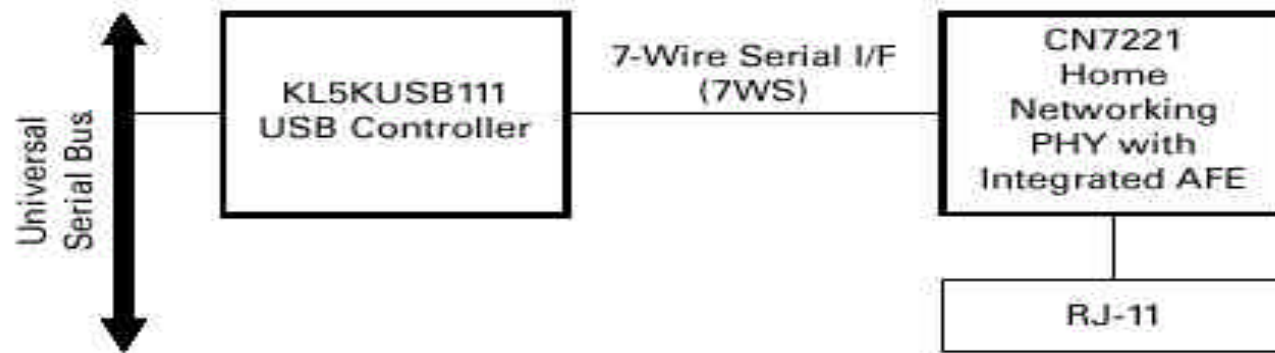 Universal
Serial Bus
KL5KUSB111
USB Controller
7-Wire Serial I/F
(7WS)
CN7221
Home
Networking
PHY with
Integrated AFE
RJ-11